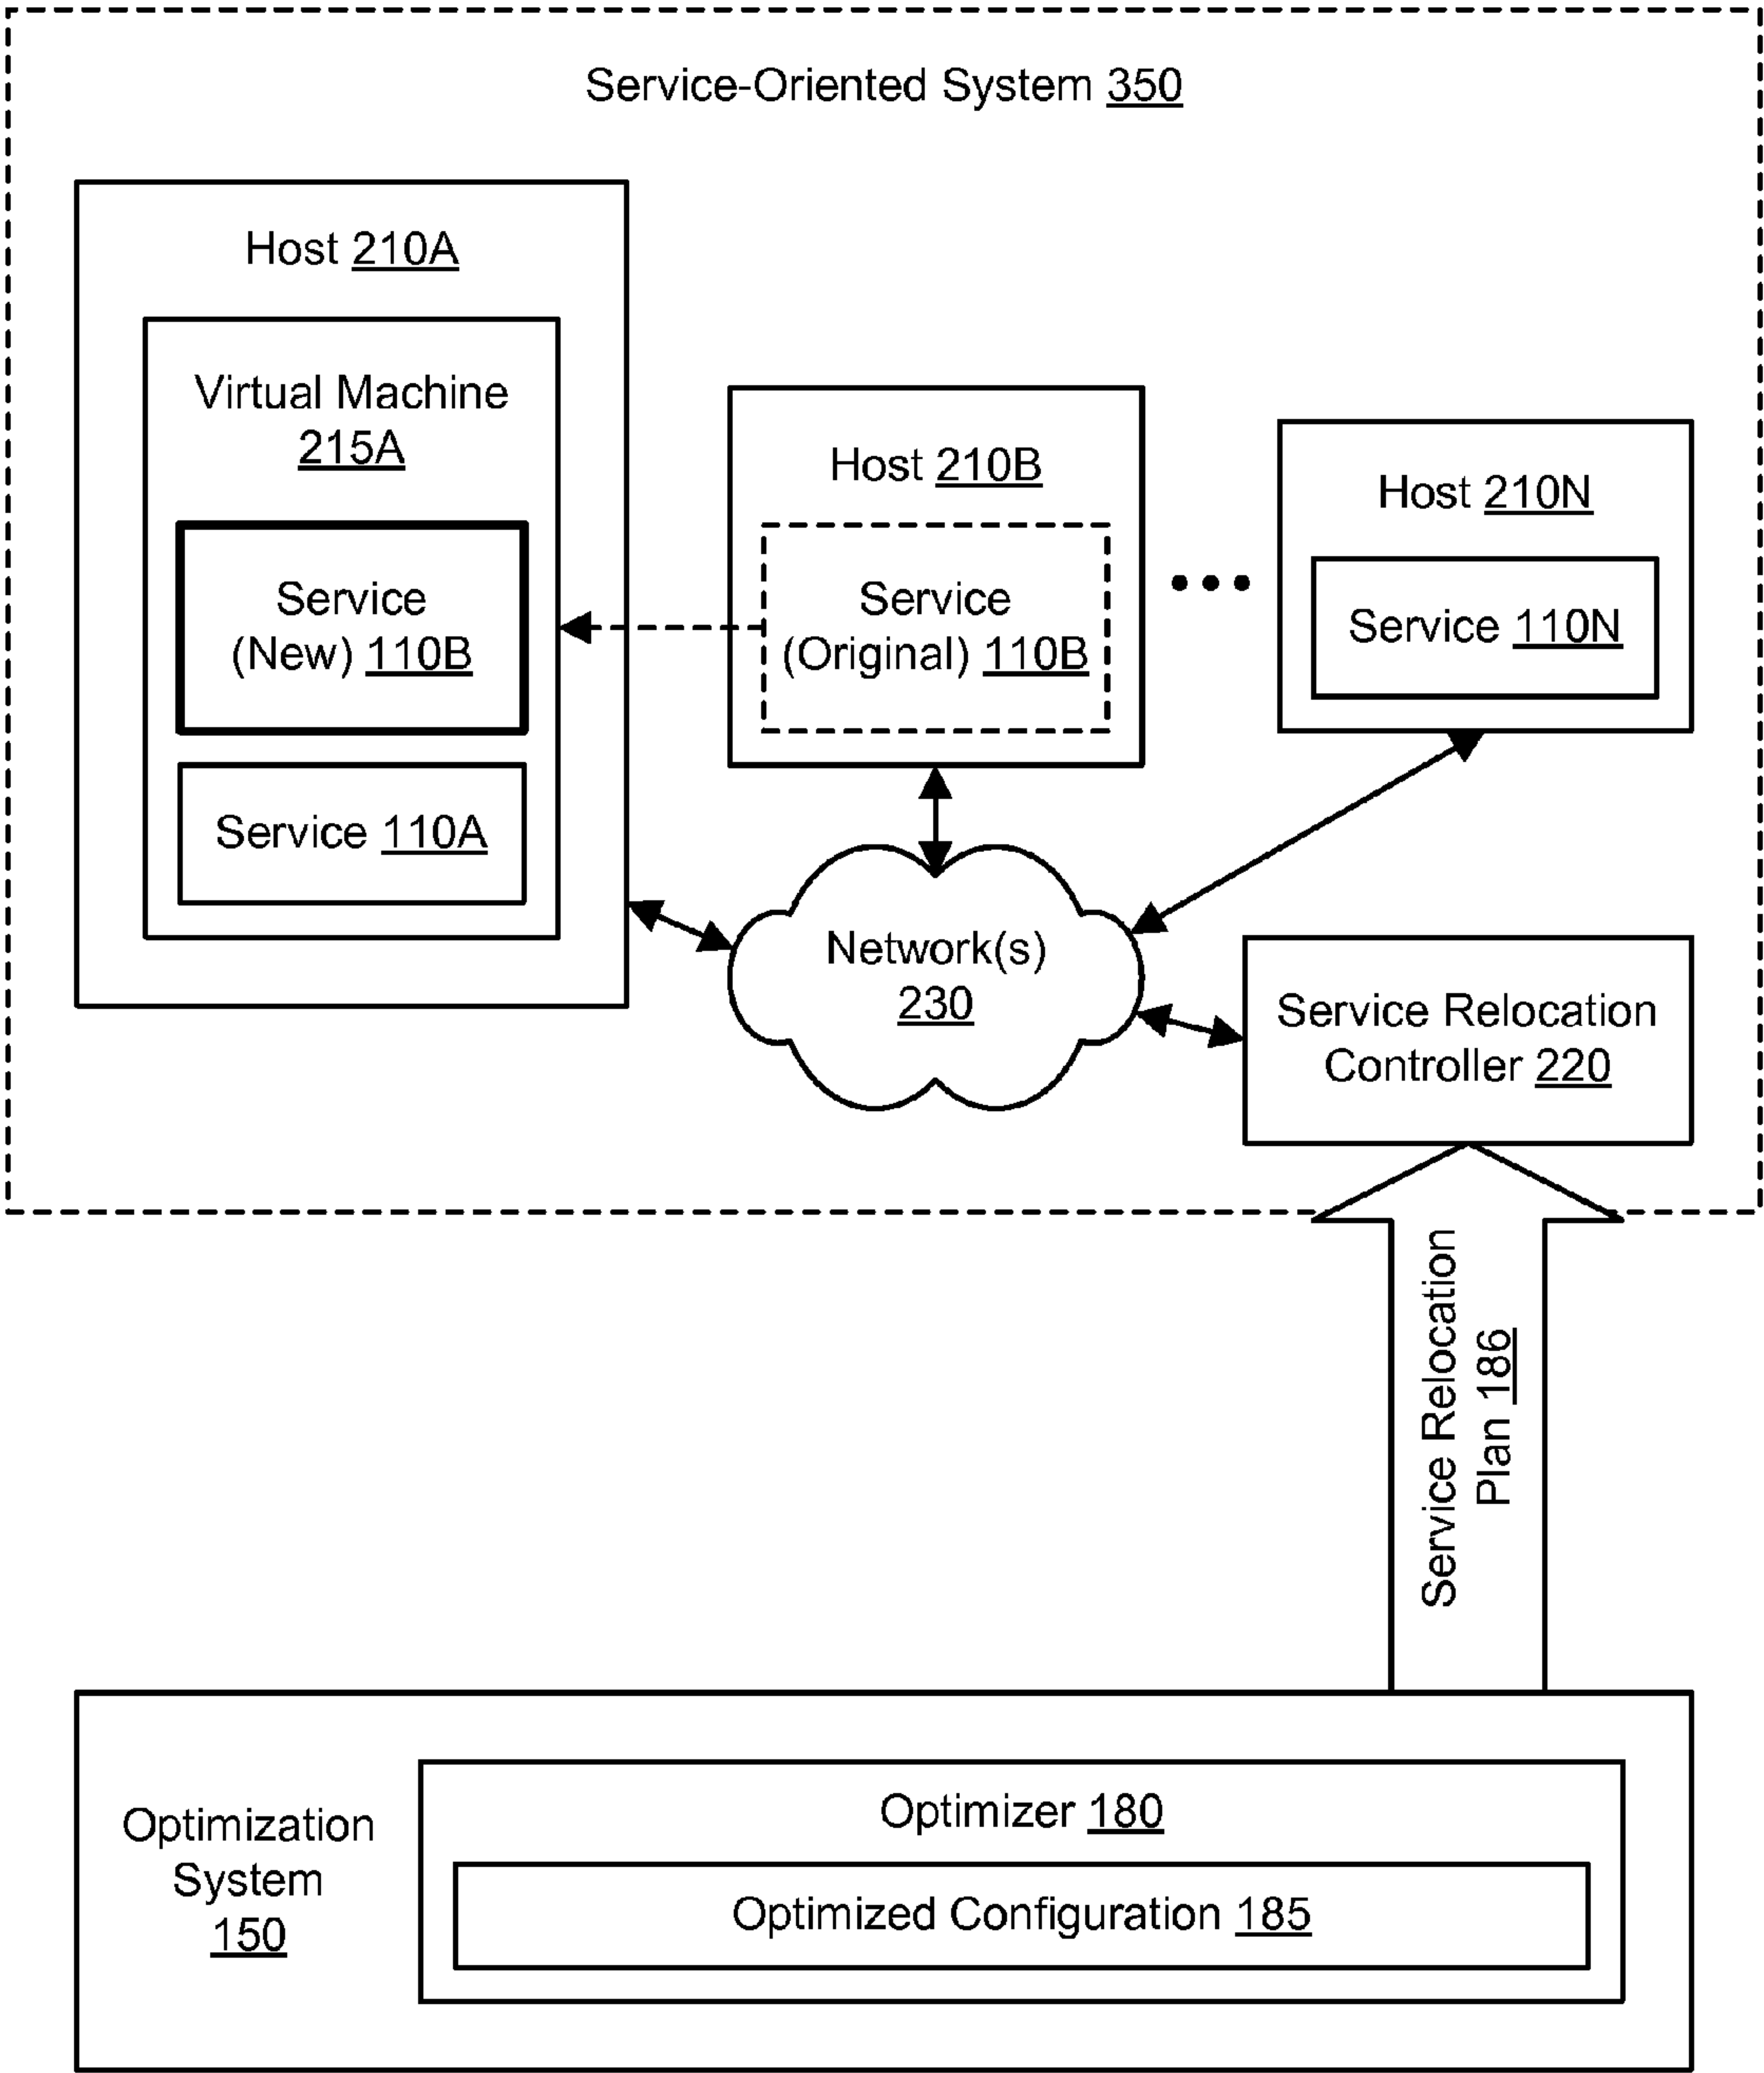 Service-Oriented System 350
Host 210A
Virtual Machine
215A
Service
(New) 110B
Service 110A
Host 210B
Service
(Original) 110B
Host 210N
Service 110N
Network(s)
230
Service Relocation
Controller 220
Service Relocation
Plan 186
Optimization
System
150
Optimizer 180
Optimized Configuration 185